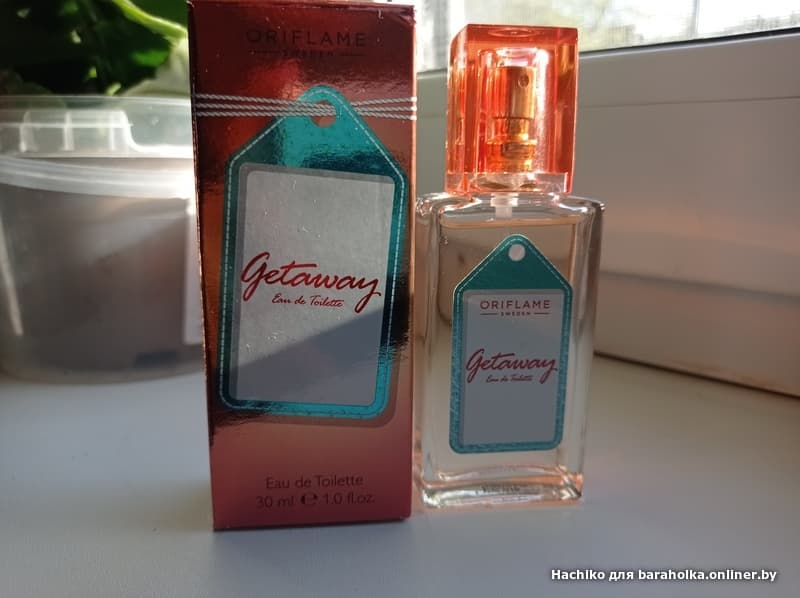 ORIFLAME
SWEDEN
Getaway
Eau de Toilette
Eau de Toilette
30 ml ℮ 1.0 fl.oz.
ORIFLAME
SWEDEN
Getaway
Eau de Toilette
Hachiko для baraholka.onliner.by